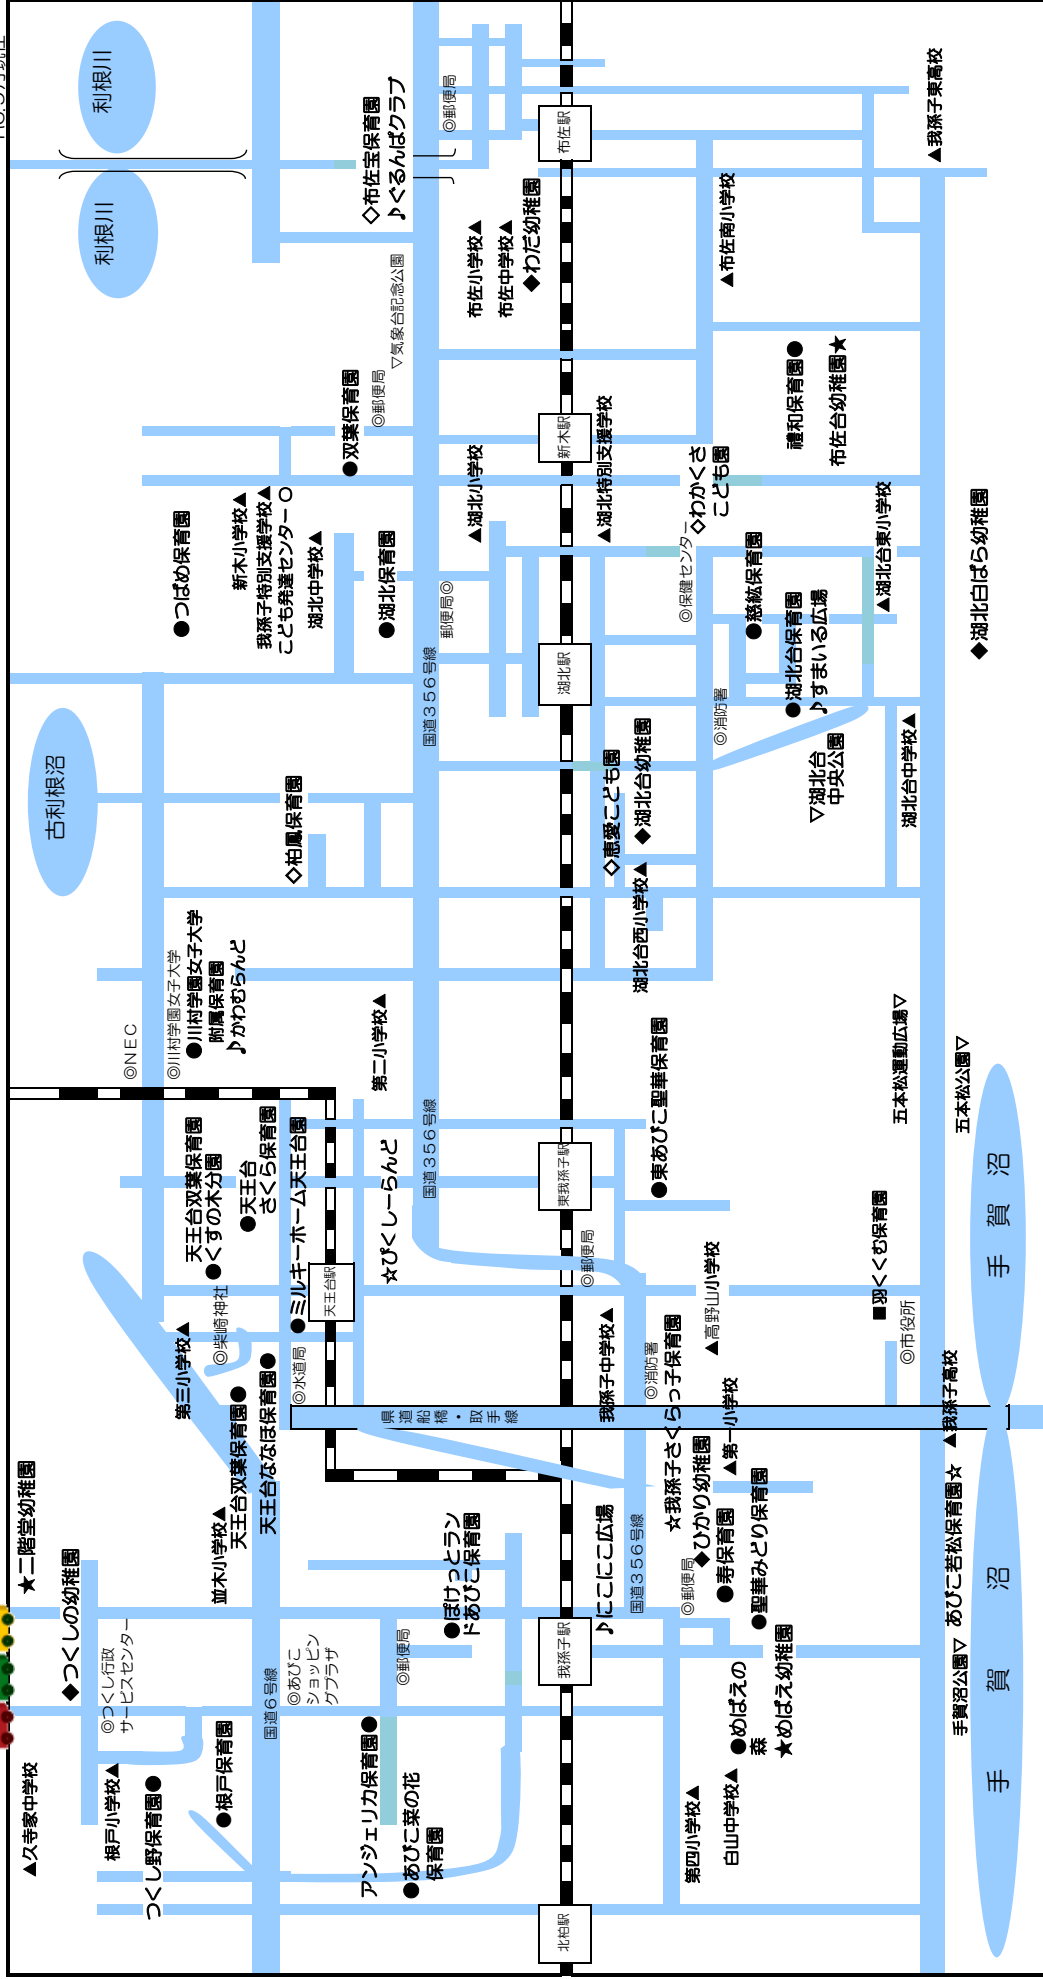 ▲久寺家中学校
★二階堂幼稚園
◆つくしの幼稚園
◎つくし行政
サービスセンター
根戸小学校▲
つくし野保育園●
●根戸保育園
並木小学校▲
天王台双葉保育園●
天王台ななほ保育園●
第三小学校▲
◎柴崎神社
国道6号線
◎あびこ
ショッピン
グプラザ
◎郵便局
アンジェリカ保育園●
●あびこ菜の花
保育園
●ぽけっとラン
ドあびこ保育園
◎水道局
県道船橋・取手線
天王台駅
●ミルキーホーム天王台園
天王台双葉保育園
●くすの木分園
●天王台
さくら保育園
☆ぴくしーらんど
◎NEC
◎川村学園女子大学
●川村学園女子大学
附属保育園
♪かわむらんど
第二小学校▲
国道356号線
古利根沼
◇柏鳳保育園
●つばめ保育園
新木小学校▲
我孫子特別支援学校▲
こども発達センター○
湖北中学校▲
●湖北保育園
国道356号線
郵便局◎
●双葉保育園
◎郵便局
▽気象台記念公園
利根川
利根川
◇布佐宝保育園
♪ぐるんぱクラブ
◎郵便局
布佐小学校▲
布佐中学校▲
◆わだ幼稚園
▲湖北小学校
北柏駅
我孫子駅
東我孫子駅
湖北駅
新木駅
布佐駅
♪にこにこ広場
国道356号線
我孫子中学校▲
◎郵便局
◎消防署
☆我孫子さくらっ子保育園
◎郵便局
◆ひかり幼稚園
●寿保育園
▲第一小学校
●聖華みどり保育園
▲高野山小学校
●めばえの
森
★めばえ幼稚園
第四小学校▲
白山中学校▲
●東あびこ聖華保育園
■羽くくむ保育園
◎市役所
▲我孫子高校
あびこ若松保育園☆
手賀沼公園▽
手賀沼
手賀沼
五本松運動広場▽
五本松公園▽
湖北台西小学校▲
◇恵愛こども園
◆湖北台幼稚園
◎消防署
▽湖北台
中央公園
湖北台中学校▲
●湖北台保育園
♪すまいる広場
●慈紘保育園
◎保健センター
◇わかくさ
こども園
▲湖北特別支援学校
▲湖北台東小学校
◆湖北白ばら幼稚園
禮和保育園●
布佐台幼稚園★
▲布佐南小学校
▲我孫子東高校